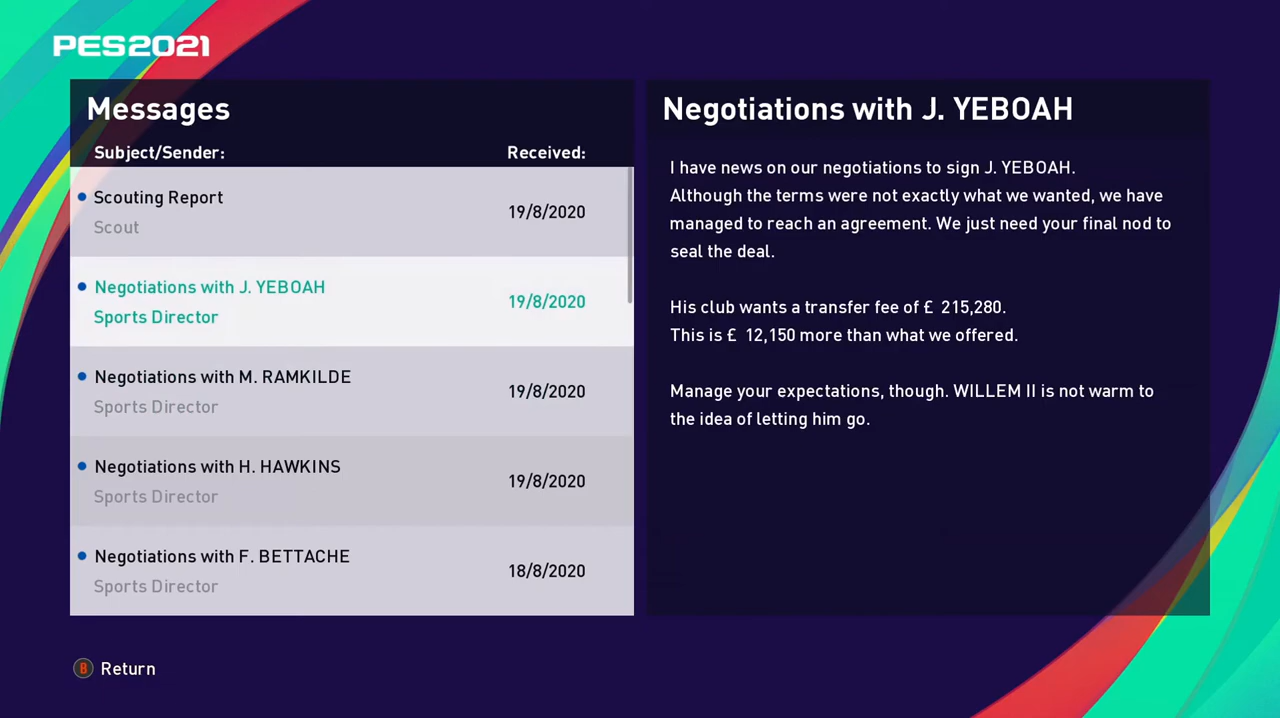 PES2021
Messages
Subject/Sender:
Received:
Scouting Report
Scout
19/8/2020
Negotiations with J. YEBOAH
Sports Director
19/8/2020
Negotiations with M. RAMKILDE
Sports Director
19/8/2020
Negotiations with H. HAWKINS
Sports Director
19/8/2020
Negotiations with F. BETTACHE
Sports Director
18/8/2020
Negotiations with J. YEBOAH
I have news on our negotiations to sign J. YEBOAH.
Although the terms were not exactly what we wanted, we have
managed to reach an agreement. We just need your final nod to
seal the deal.
His club wants a transfer fee of £ 215,280.
This is £ 12,150 more than what we offered.
Manage your expectations, though. WILLEM II is not warm to
the idea of letting him go.
B Return